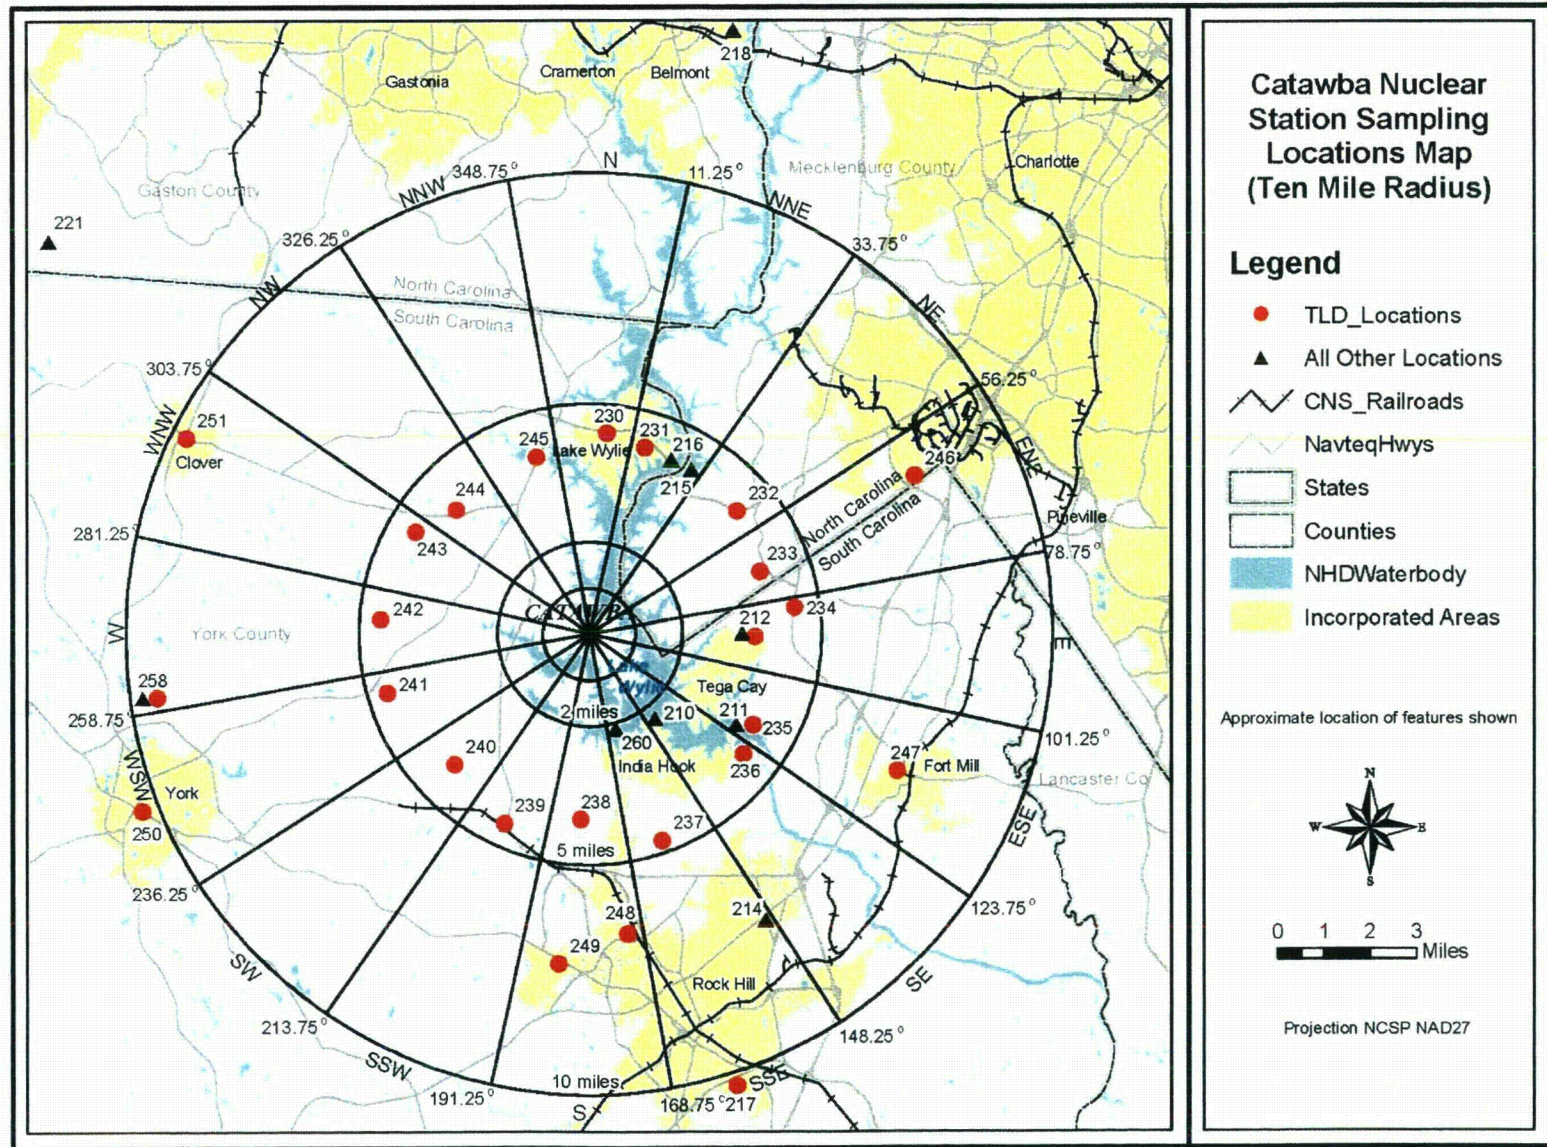 218
Cramerton
Belmont
Gastonia
Charlotte
Mecklenburg County
Gaston County
N
348.75°
11.25°
NNW
NNE
221
326.25°
33.75°
NW
NE
North Carolina
South Carolina
303.75°
56.25°
WNW
ENE
251
Clover
230
231
245
Lake Wylie
216
215
246
244
232
North Carolina
South Carolina
Pineville
281.25°
78.75°
243
233
CATAWBA
242
234
212
W
York County
E
Lake
Wylie
241
Tega Cay
258
258.75°
2 miles
210
211
235
260
India Hook
236
101.25°
240
247
Fort Mill
Lancaster Co
WSW
York
250
239
238
237
ESE
5 miles
236.25°
123.75°
248
214
249
SW
Rock Hill
SE
213.75°
148.25°
SSW
10 miles
SSE
191.25°
S
168.75°
217
Catawba Nuclear
Station Sampling
Locations Map
(Ten Mile Radius)
Legend
TLD_Locations
All Other Locations
CNS_Railroads
NavteqHwys
States
Counties
NHDWaterbody
Incorporated Areas
Approximate location of features shown
N
W
E
S
0 1 2 3
Miles
Projection NCSP NAD27